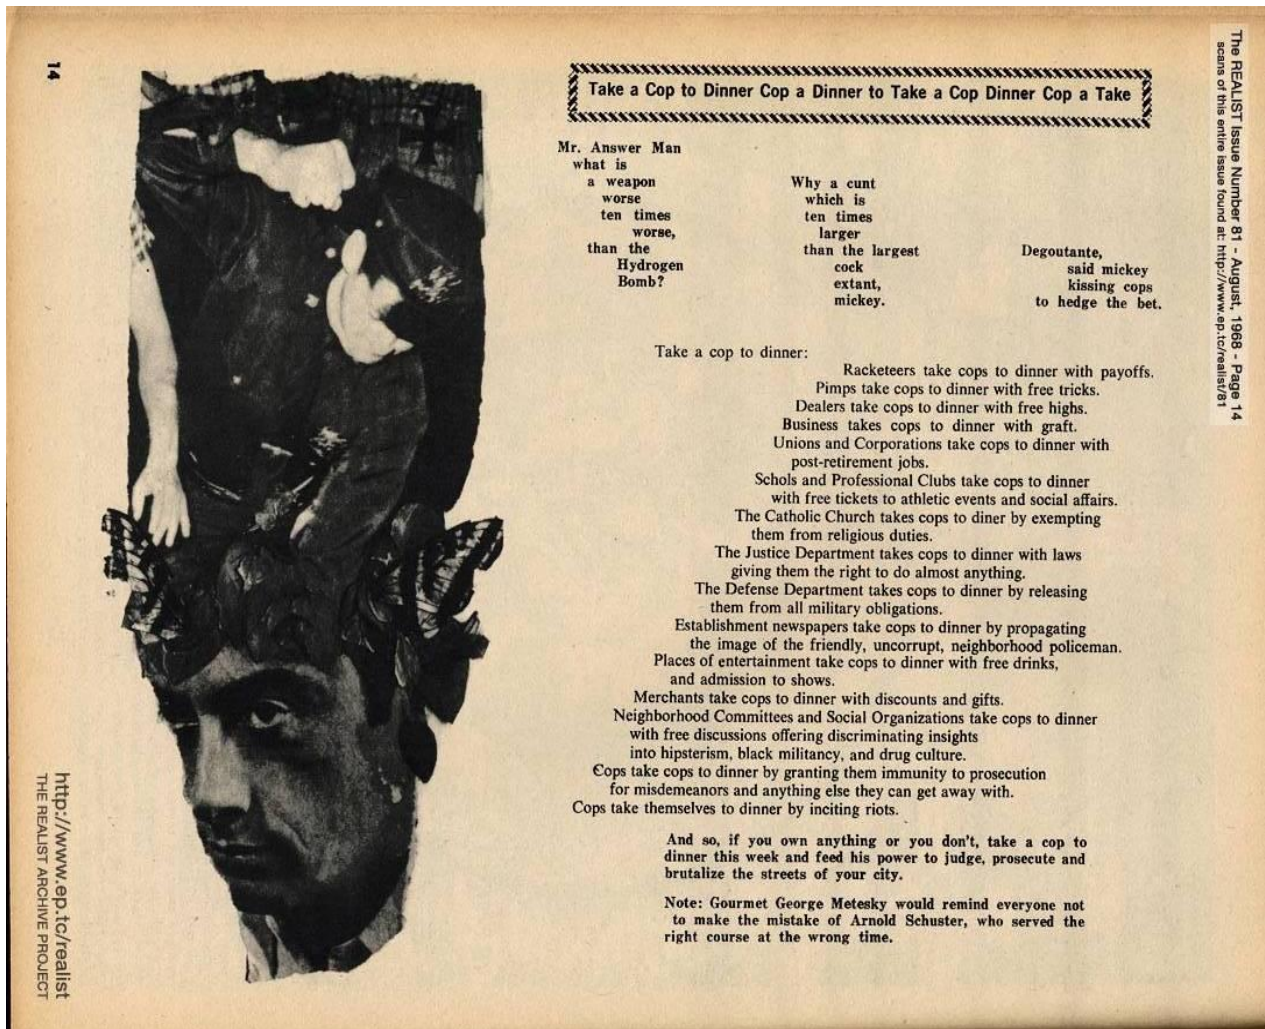 14
Take a Cop to Dinner Cop a Dinner to Take a Cop Dinner Cop a Take
Mr. Answer Man
what is
a weapon
worse
ten times
worse,
than the
Hydrogen
Bomb?
Why a cunt
which is
ten times
larger
than the largest
cock
extant,
mickey.
Degoutante,
said mickey
kissing cops
to hedge the bet.
Take a cop to dinner:
Racketeers take cops to dinner with payoffs.
Pimps take cops to dinner with free tricks.
Dealers take cops to dinner with free highs.
Business takes cops to dinner with graft.
Unions and Corporations take cops to dinner with
post-retirement jobs.
Schols and Professional Clubs take cops to dinner
with free tickets to athletic events and social affairs.
The Catholic Church takes cops to diner by exempting
them from religious duties.
The Justice Department takes cops to dinner with laws
giving them the right to do almost anything.
The Defense Department takes cops to dinner by releasing
them from all military obligations.
Establishment newspapers take cops to dinner by propagating
the image of the friendly, uncorrupt, neighborhood policeman.
Places of entertainment take cops to dinner with free drinks,
and admission to shows.
Merchants take cops to dinner with discounts and gifts.
Neighborhood Committees and Social Organizations take cops to dinner
with free discussions offering discriminating insights
into hipsterism, black militancy, and drug culture.
Cops take cops to dinner by granting them immunity to prosecution
for misdemeanors and anything else they can get away with.
Cops take themselves to dinner by inciting riots.
And so, if you own anything or you don't, take a cop to
dinner this week and feed his power to judge, prosecute and
brutalize the streets of your city.
Note: Gourmet George Metesky would remind everyone not
to make the mistake of Arnold Schuster, who served the
right course at the wrong time.
The REALIST Issue Number 81 - August, 1968 - Page 14
scans of this entire issue found at: http://www.ep.tc/realist/81
http://www.ep.tc/realist
THE REALIST ARCHIVE PROJECT